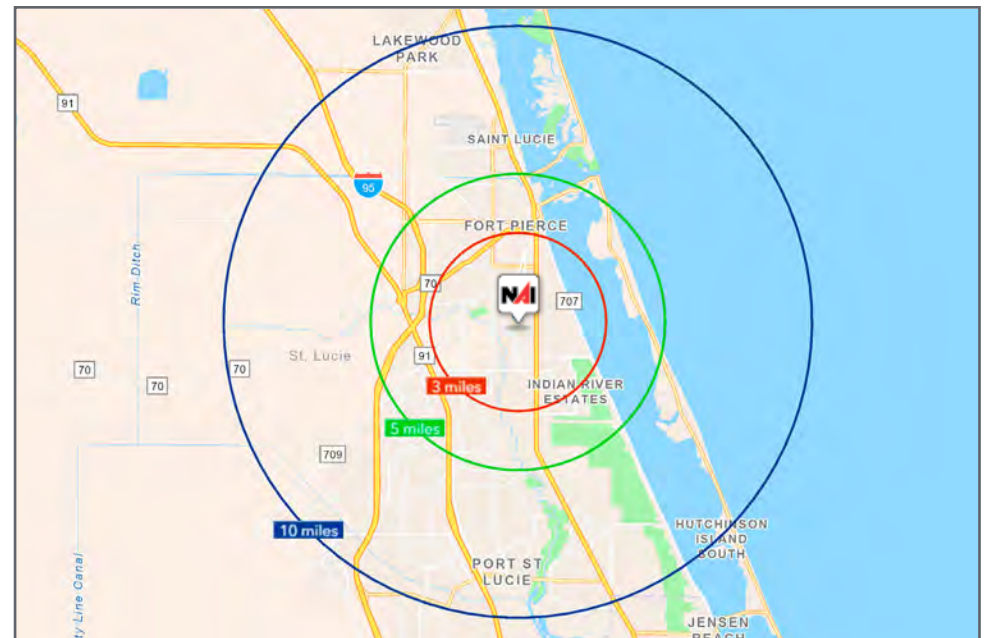 LAKEWOOD
PARK
91
SAINT LUCIE
95
FORT PIERCE
Rim Ditch
70
NAI
707
St. Lucie
91
70
70
70
3 miles
INDIAN RIVER
ESTATES
5 miles
709
10 miles
HUTCHINSON
ISLAND
SOUTH
PORT ST
LUCIE
ty Line Canal
JENSEN
BEACH